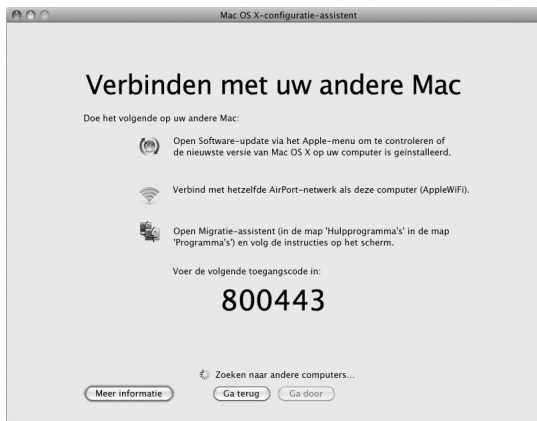 Mac OS X-configuratie-assistent
Verbinden met uw andere Mac
Doe het volgende op uw andere Mac:
Open Software-update via het Apple-menu om te controleren of
de nieuwste versie van Mac OS X op uw computer is geïnstalleerd.
Verbind met hetzelfde AirPort-netwerk als deze computer (AppleWiFi).
Open Migratie-assistent (in de map 'Hulpprogramma's' in de map
'Programma's') en volg de instructies op het scherm.
Voer de volgende toegangscode in:
800443
Zoeken naar andere computers...
Meer informatie
Ga terug
Ga door